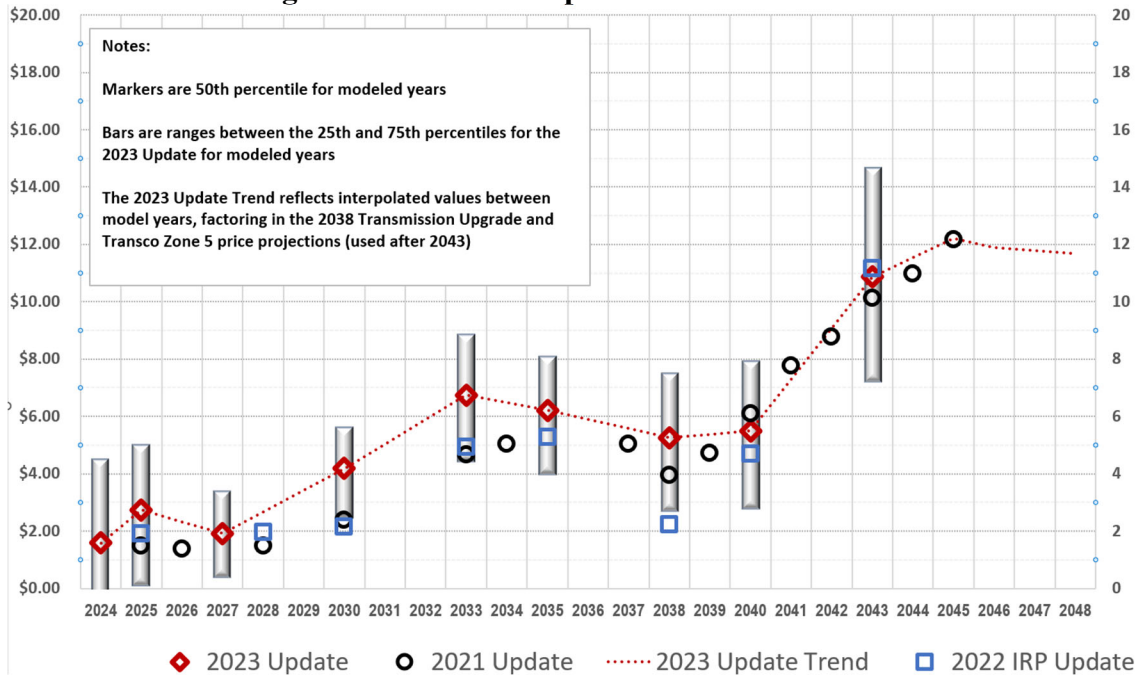 $20.00 20
$18.00 18
$16.00 16
$14.00 14
$12.00 12
$10.00 10
$8.00 8
$6.00 6
$4.00 4
$2.00 2
$0.00 0
Notes:
Markers are 50th percentile for modeled years
Bars are ranges between the 25th and 75th percentiles for the
2023 Update for modeled years
The 2023 Update Trend reflects interpolated values between
model years, factoring in the 2038 Transmission Upgrade and
Transco Zone 5 price projections (used after 2043)
2024 2025 2026 2027 2028 2029 2030 2031 2032 2033 2034 2035 2036 2037 2038 2039 2040 2041 2042 2043 2044 2045 2046 2047 2048
2023 Update 2021 Update 2023 Update Trend 2022 IRP Update